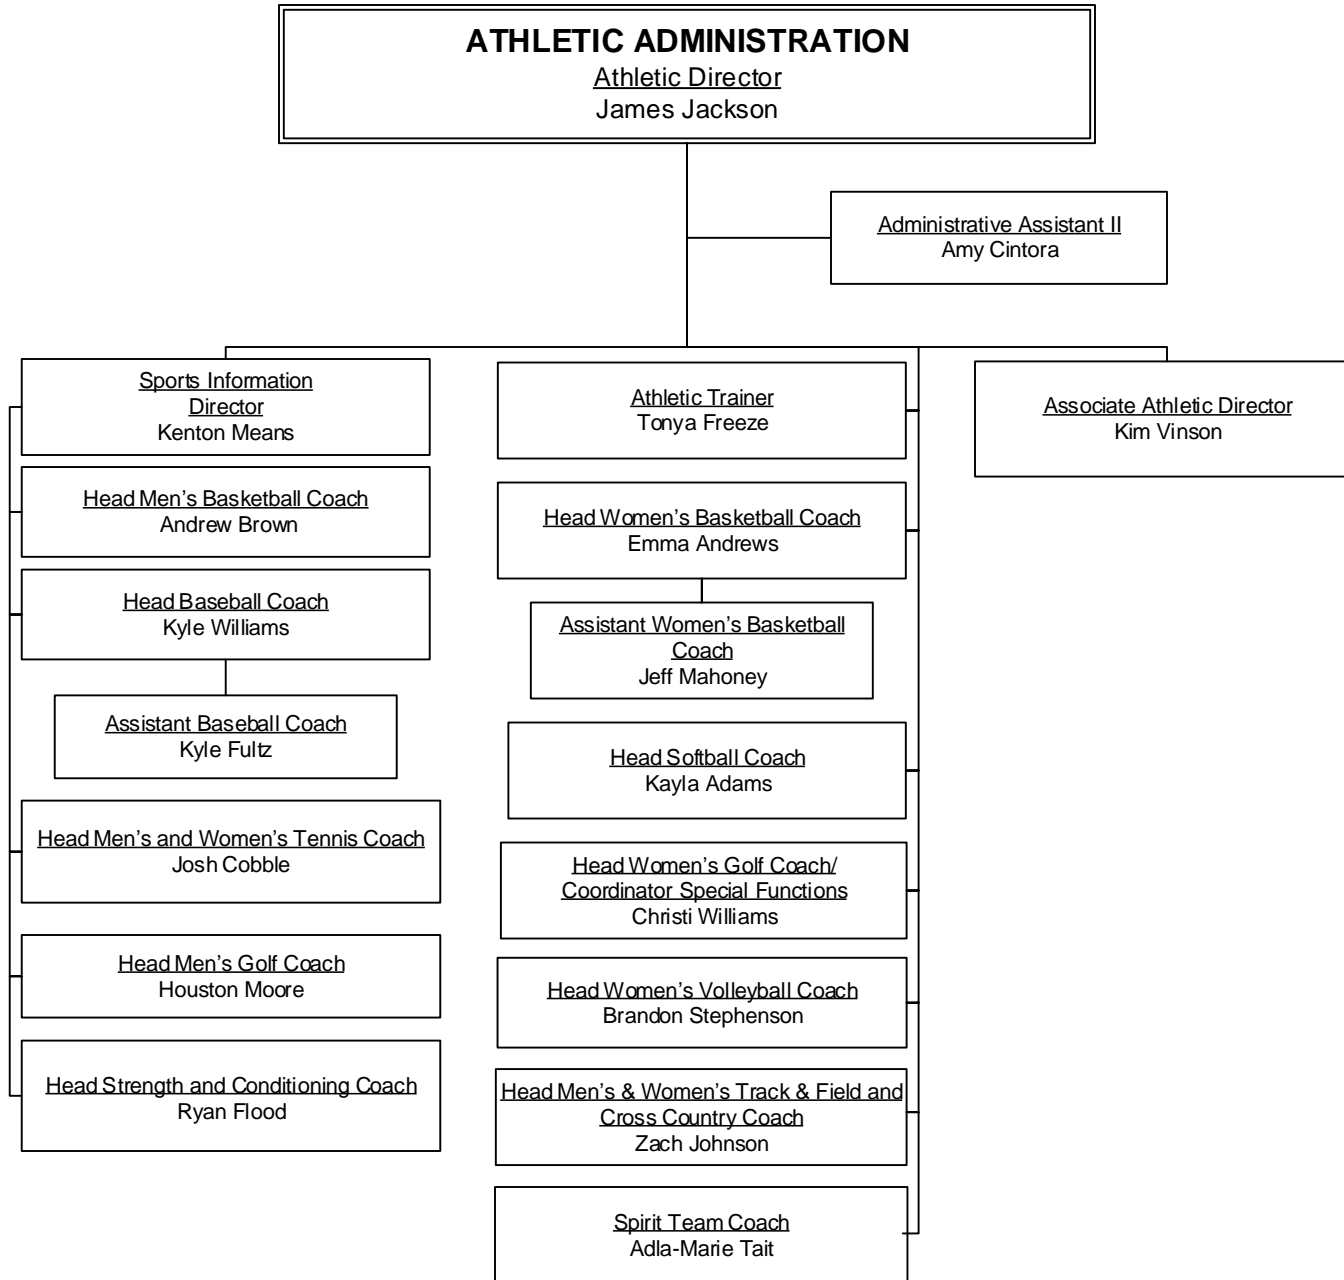 ATHLETIC ADMINISTRATION
Athletic Director
James Jackson
Administrative Assistant II
Amy Cintora
Sports Information
Director
Kenton Means
Head Men's Basketball Coach
Andrew Brown
Head Baseball Coach
Kyle Williams
Assistant Baseball Coach
Kyle Fultz
Head Men's and Women's Tennis Coach
Josh Cobble
Head Men's Golf Coach
Houston Moore
Head Strength and Conditioning Coach
Ryan Flood
Athletic Trainer
Tonya Freeze
Head Women's Basketball Coach
Emma Andrews
Assistant Women's Basketball
Coach
Jeff Mahoney
Head Softball Coach
Kayla Adams
Head Women's Golf Coach/
Coordinator Special Functions
Christi Williams
Head Women's Volleyball Coach
Brandon Stephenson
Head Men's & Women's Track & Field and
Cross Country Coach
Zach Johnson
Spirit Team Coach
Adla-Marie Tait
Associate Athletic Director
Kim Vinson